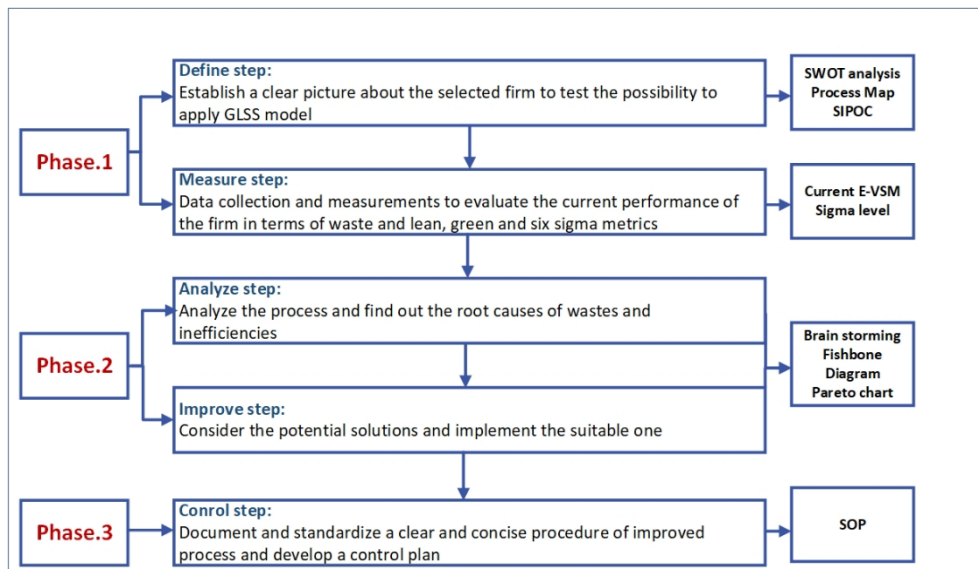 Phase.1
Define step:
Establish a clear picture about the selected firm to test the possibility to
apply GLSS model
SWOT analysis
Process Map
SIPOC
Measure step:
Data collection and measurements to evaluate the current performance of
the firm in terms of waste and lean, green and six sigma metrics
Current E-VSM
Sigma level
Phase.2
Analyze step:
Analyze the process and find out the root causes of wastes and
inefficiencies
Improve step:
Consider the potential solutions and implement the suitable one
Brain storming
Fishbone
Diagram
Pareto chart
Phase.3
Conrol step:
Document and standardize a clear and concise procedure of improved
process and develop a control plan
SOP